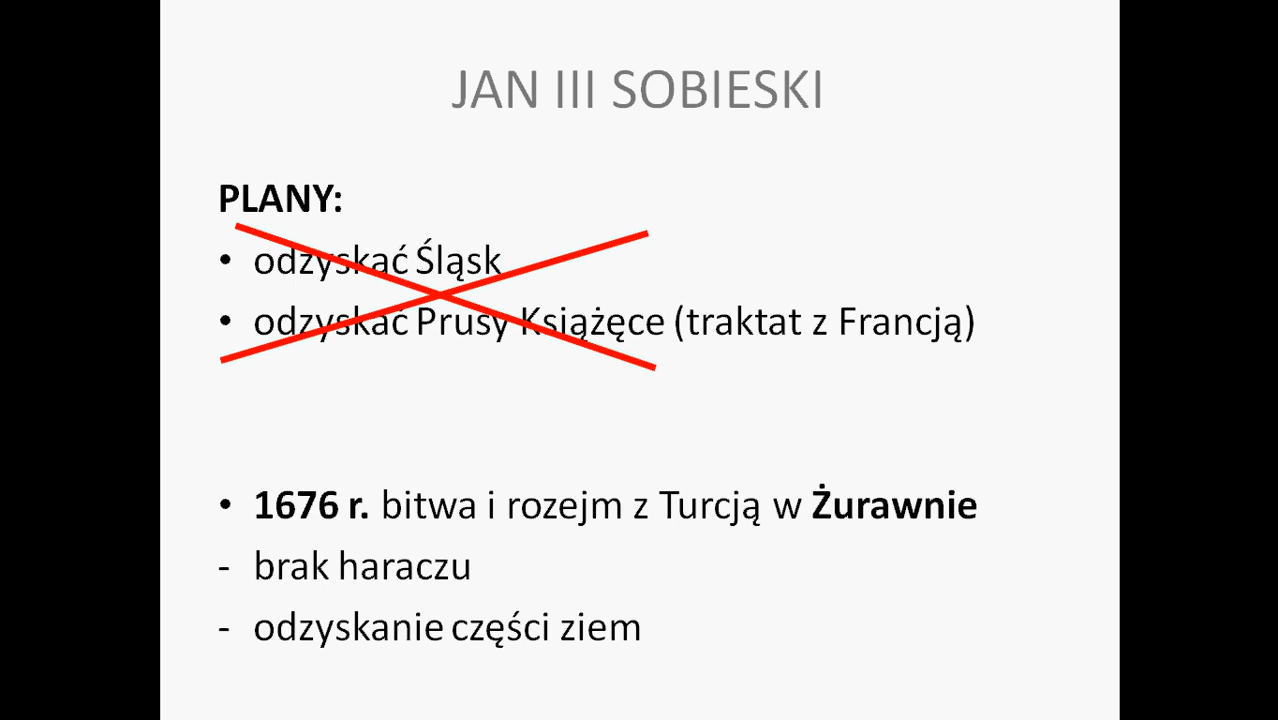 JAN III SOBIESKI
PLANY:
• odzyskać Śląsk
• odzyskać Prusy Książęce (traktat z Francją)
• 1676 r. bitwa i rozejm z Turcją w Żurawnie
- brak haraczu
- odzyskanie części ziem